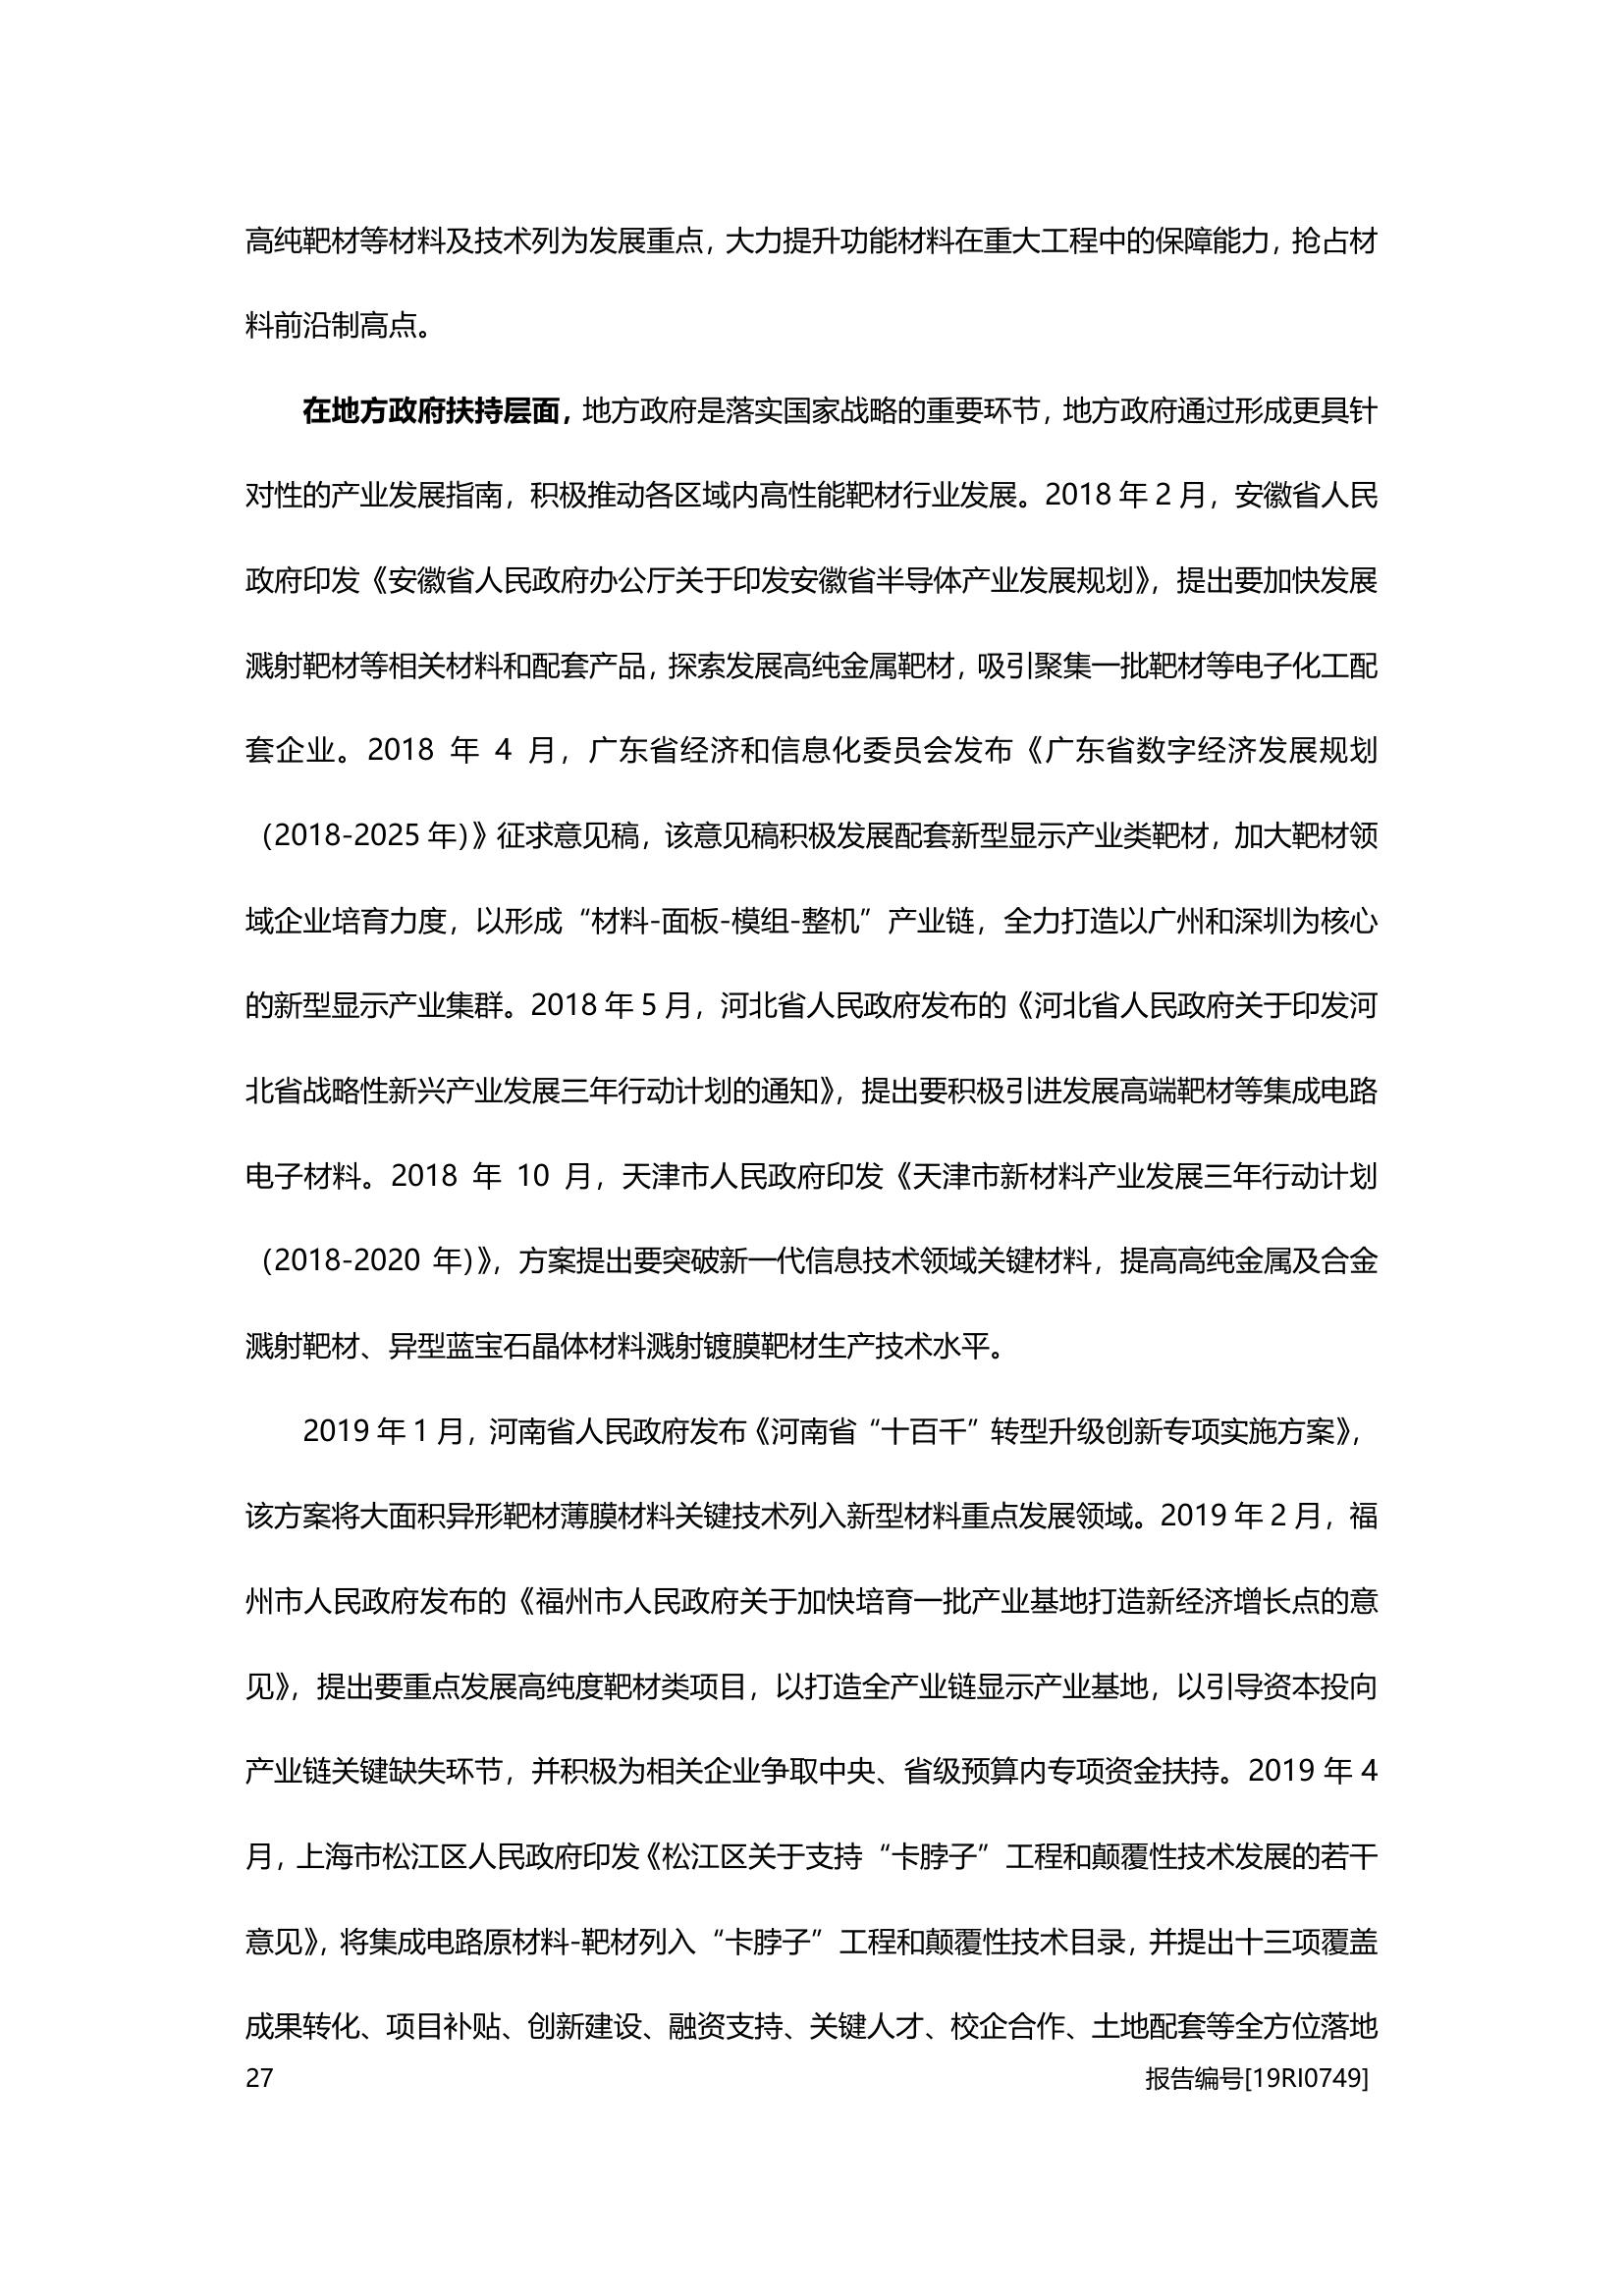 高纯靶材等材料及技术列为发展重点，大力提升功能材料在重大工程中的保障能力，抢占材
料前沿制高点。
在地方政府扶持层面，地方政府是落实国家战略的重要环节，地方政府通过形成更具针
对性的产业发展指南，积极推动各区域内高性能靶材行业发展。2018 年 2 月，安徽省人民
政府印发《安徽省人民政府办公厅关于印发安徽省半导体产业发展规划》，提出要加快发展
溅射靶材等相关材料和配套产品，探索发展高纯金属靶材，吸引聚集一批靶材等电子化工配
套企业。2018 年 4 月，广东省经济和信息化委员会发布《广东省数字经济发展规划
（2018-2025 年）》征求意见稿，该意见稿积极发展配套新型显示产业类靶材，加大靶材领
域企业培育力度，以形成“材料-面板-模组-整机”产业链，全力打造以广州和深圳为核心
的新型显示产业集群。2018 年 5 月，河北省人民政府发布的《河北省人民政府关于印发河
北省战略性新兴产业发展三年行动计划的通知》，提出要积极引进发展高端靶材等集成电路
电子材料。2018 年 10 月，天津市人民政府印发《天津市新材料产业发展三年行动计划
（2018-2020 年）》，方案提出要突破新一代信息技术领域关键材料，提高高纯金属及合金
溅射靶材、异型蓝宝石晶体材料溅射镀膜靶材生产技术水平。
2019 年 1 月，河南省人民政府发布《河南省“十百千”转型升级创新专项实施方案》，
该方案将大面积异形靶材薄膜材料关键技术列入新型材料重点发展领域。2019 年 2 月，福
州市人民政府发布的《福州市人民政府关于加快培育一批产业基地打造新经济增长点的意
见》，提出要重点发展高纯度靶材类项目，以打造全产业链显示产业基地，以引导资本投向
产业链关键缺失环节，并积极为相关企业争取中央、省级预算内专项资金扶持。2019 年 4
月，上海市松江区人民政府印发《松江区关于支持“卡脖子”工程和颠覆性技术发展的若干
意见》，将集成电路原材料-靶材列入“卡脖子”工程和颠覆性技术目录，并提出十三项覆盖
成果转化、项目补贴、创新建设、融资支持、关键人才、校企合作、土地配套等全方位落地
27 报告编号[19RI0749]